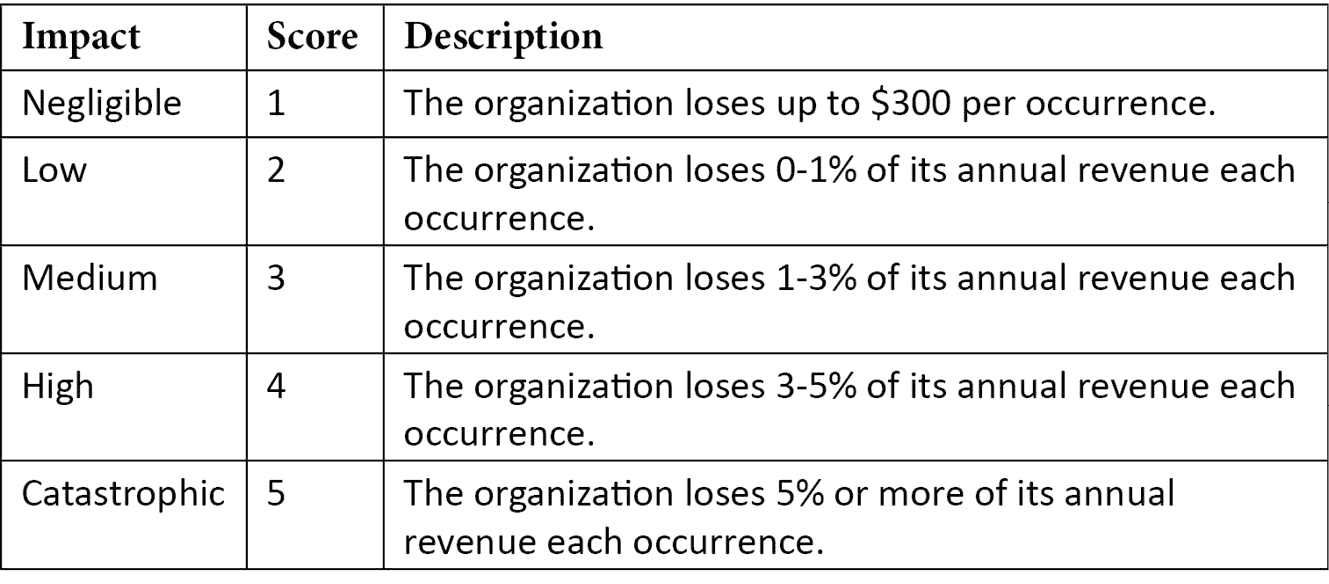 Impact Score Description
Negligible 1 The organization loses up to $300 per occurrence.
Low 2 The organization loses 0-1% of its annual revenue each
occurrence.
Medium 3 The organization loses 1-3% of its annual revenue each
occurrence.
High 4 The organization loses 3-5% of its annual revenue each
occurrence.
Catastrophic 5 The organization loses 5% or more of its annual
revenue each occurrence.